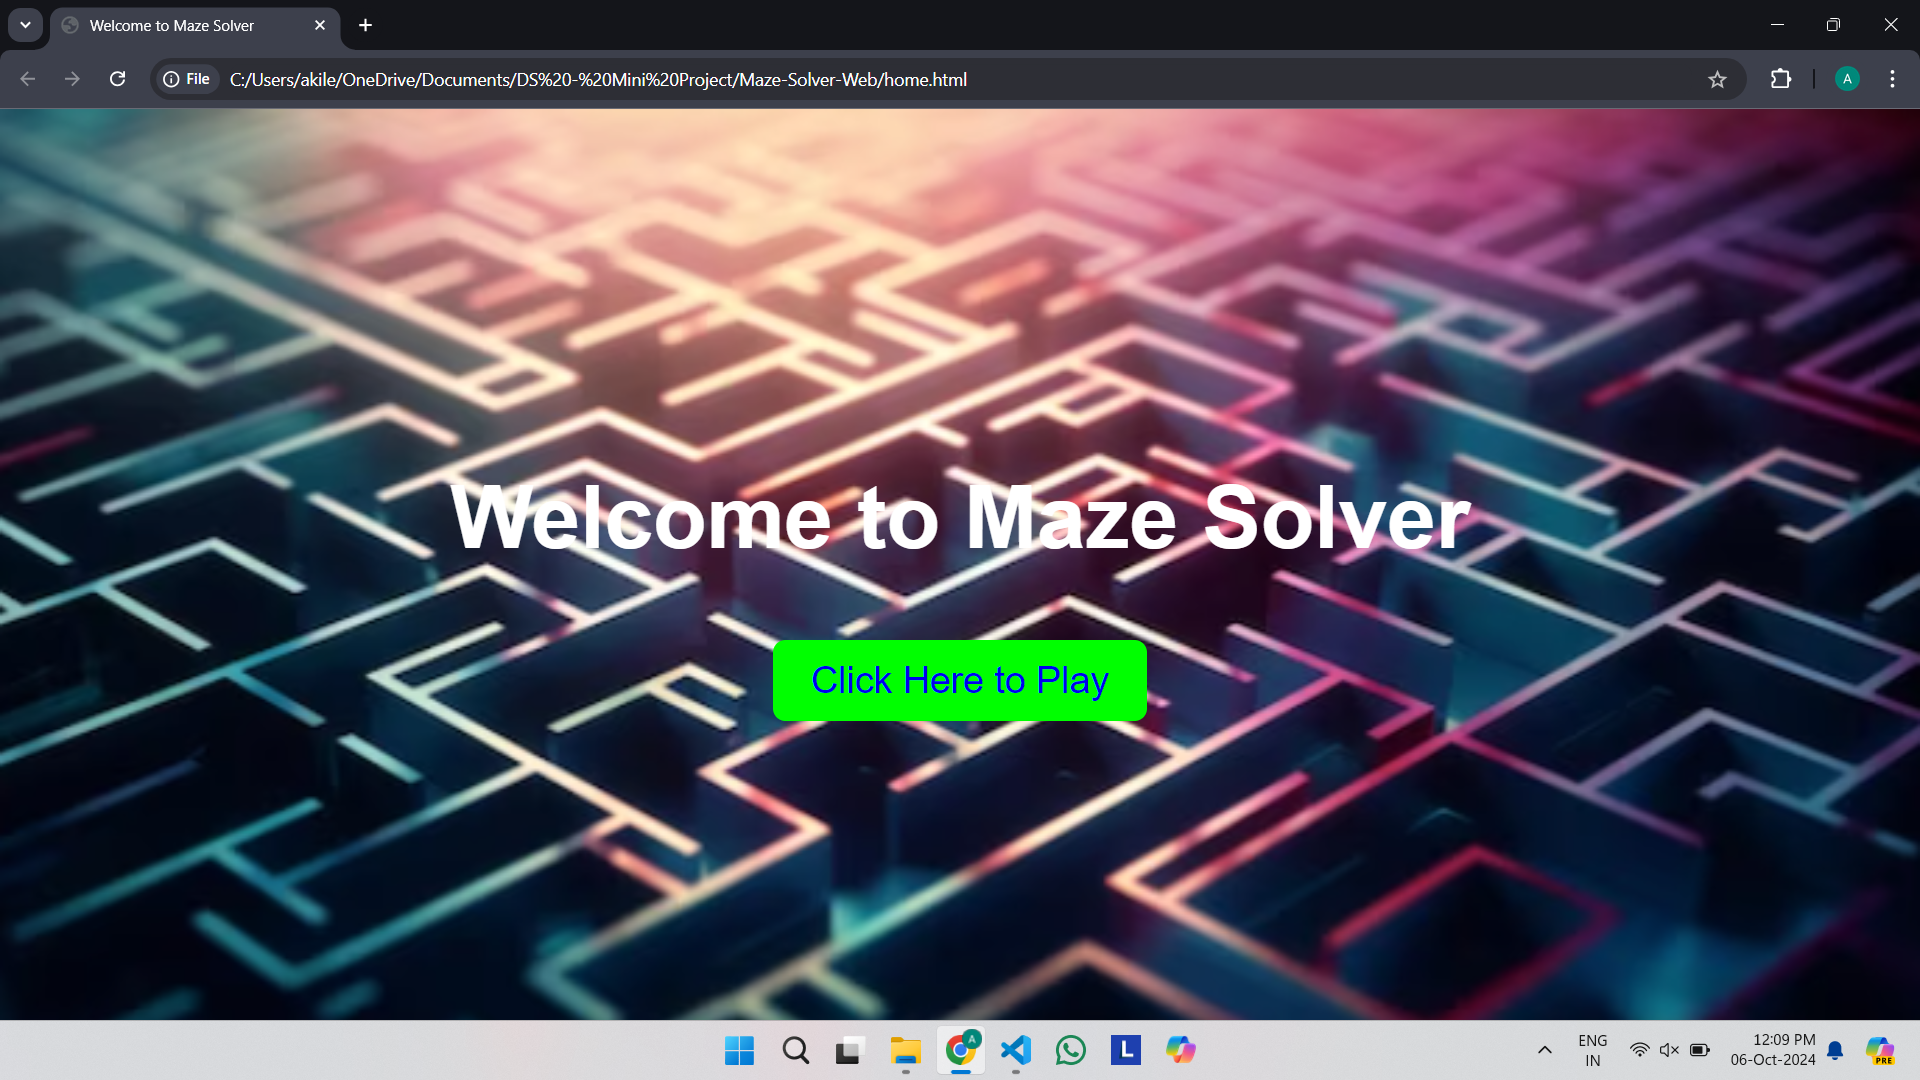 Welcome to Maze Solver
File
C:/Users/akile/OneDrive/Documents/DS%20-%20Mini%20Project/Maze-Solver-Web/home.html
A
Welcome to Maze Solver
Click Here to Play
A
L
ENG
IN
12:09 PM
06-Oct-2024
PRE